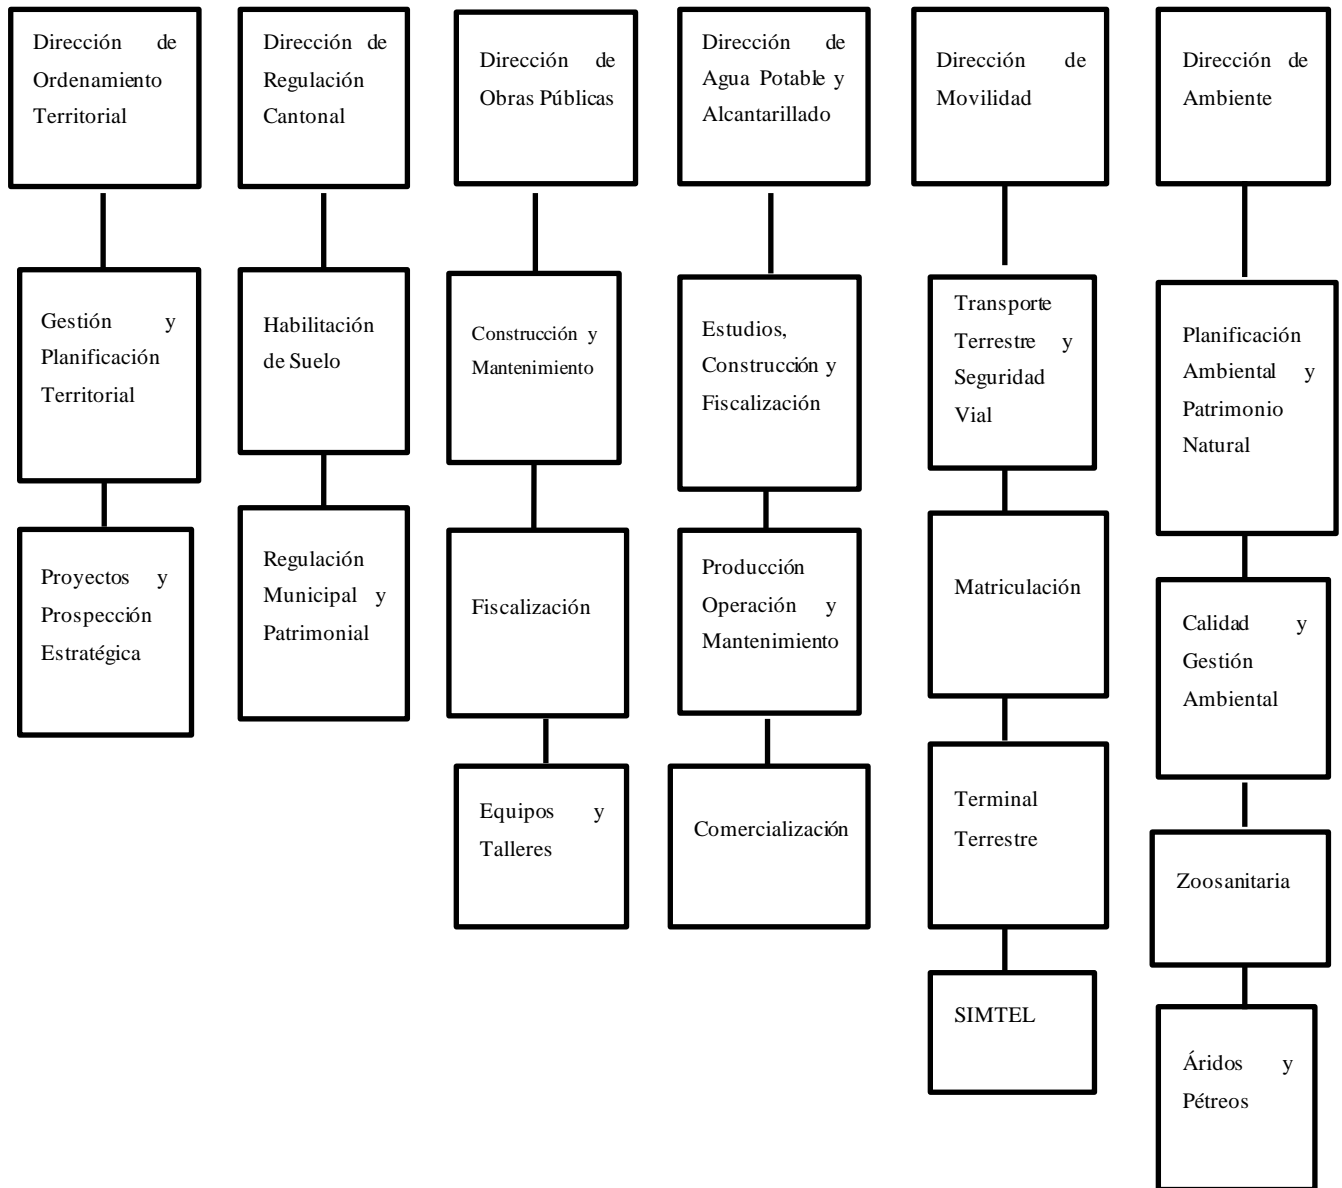 Dirección de
Ordenamiento
Territorial
Gestión y
Planificación
Territorial
Proyectos y
Prospección
Estratégica
Dirección de
Regulación
Cantonal
Habilitación
de Suelo
Regulación
Municipal y
Patrimonial
Dirección de
Obras Públicas
Construcción y
Mantenimiento
Fiscalización
Equipos y
Talleres
Dirección de
Agua Potable y
Alcantarillado
Estudios,
Construcción y
Fiscalización
Producción
Operación y
Mantenimiento
Comercialización
Dirección de
Movilidad
Transporte
Terrestre y
Seguridad
Vial
Matriculación
Terminal
Terrestre
SIMTEL
Dirección de
Ambiente
Planificación
Ambiental y
Patrimonio
Natural
Calidad y
Gestión
Ambiental
Zoosanitaria
Áridos y
Pétreos